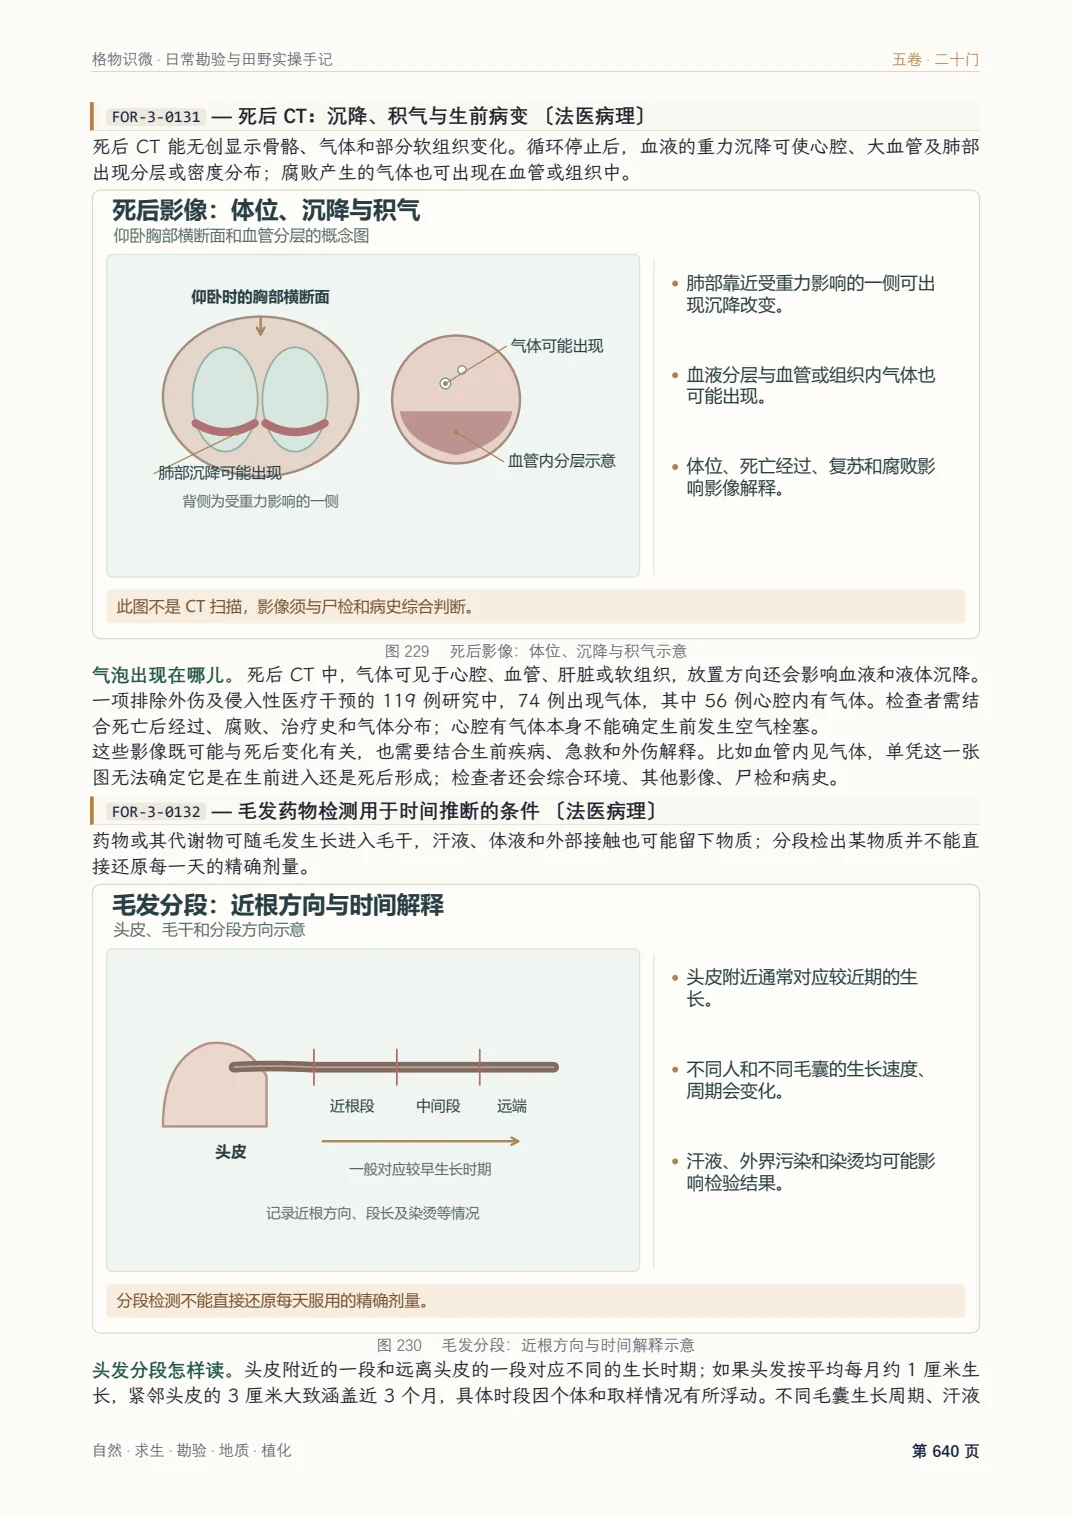 格物识微 · 日常勘验与田野实操手记
五卷 · 二十门
FOR-3-0131 — 死后 CT：沉降、积气与生前病变 〔法医病理〕
死后 CT 能无创显示骨骼、气体和部分软组织变化。循环停止后，血液的重力沉降可使心腔、大血管及肺部
出现分层或密度分布；腐败产生的气体也可出现在血管或组织中。
死后影像：体位、沉降与积气
仰卧胸部横断面和血管分层的概念图
仰卧时的胸部横断面
气体可能出现
血管内分层示意
肺部沉降可能出现
背侧为受重力影响的一侧
肺部靠近受重力影响的一侧可出
现沉降改变。
血液分层与血管或组织内气体也
可能出现。
体位、死亡经过、复苏和腐败影
响影像解释。
此图不是 CT 扫描，影像须与尸检和病史综合判断。
图 229 死后影像：体位、沉降与积气示意
气泡出现在哪儿。死后 CT 中，气体可见于心腔、血管、肝脏或软组织，放置方向还会影响血液和液体沉降。
一项排除外伤及侵入性医疗干预的 119 例研究中，74 例出现气体，其中 56 例心腔内有气体。检查者需结
合死亡后经过、腐败、治疗史和气体分布；心腔有气体本身不能确定生前发生空气栓塞。
这些影像既可能与死后变化有关，也需要结合生前疾病、急救和外伤解释。比如血管内见气体，单凭这一张
图无法确定它是在生前进入还是死后形成；检查者还会综合环境、其他影像、尸检和病史。
FOR-3-0132 — 毛发药物检测用于时间推断的条件 〔法医病理〕
药物或其代谢物可随毛发生长进入毛干，汗液、体液和外部接触也可能留下物质；分段检出某物质并不能直
接还原每一天的精确剂量。
毛发分段：近根方向与时间解释
头皮、毛干和分段方向示意
近根段
中间段
远端
头皮
一般对应较早生长时期
记录近根方向、段长及染烫等情况
头皮附近通常对应较近期的生
长。
不同人和不同毛囊的生长速度、
周期会变化。
汗液、外界污染和染烫均可能影
响检验结果。
分段检测不能直接还原每天服用的精确剂量。
图 230 毛发分段：近根方向与时间解释示意
头发分段怎样读。头皮附近的一段和远离头皮的一段对应不同的生长时期；如果头发按平均每月约 1 厘米生
长，紧邻头皮的 3 厘米大致涵盖近 3 个月，具体时段因个体和取样情况有所浮动。不同毛囊生长周期、汗液
自然 · 求生 · 勘验 · 地质 · 植化
第 640 页